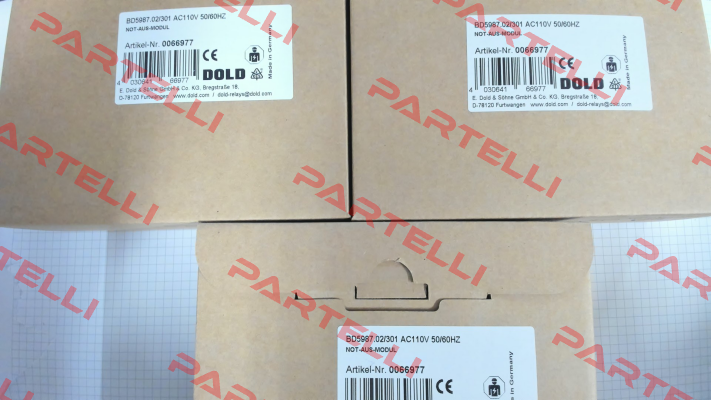 BD5987.02/301 AC110V 50/60HZ
NOT-AUS-MODUL
Artikel-Nr. 0066977
CE
Made in Germany
4 030641 66977
DOLD
E. Dold & Söhne GmbH & Co. KG. Bregstraße 18.
D-78120 Furtwangen www.dold.com / dold-relays@dold.com
BD5987.02/301 AC110V 50/60HZ
NOT-AUS-MODUL
Artikel-Nr. 0066977
CE
Made in Germany
4 030641 66977
DOLD
E. Dold & Söhne GmbH & Co. KG. Bregstraße 18.
D-78120 Furtwangen www.dold.com / dold-relays@dold.com
BD5987.02/301 AC110V 50/60HZ
NOT-AUS-MODUL
Artikel-Nr. 0066977
CE
Made in Germany
PARTELLI
PARTELLI
PARTELLI
PARTELLI
PARTELLI
PARTELLI